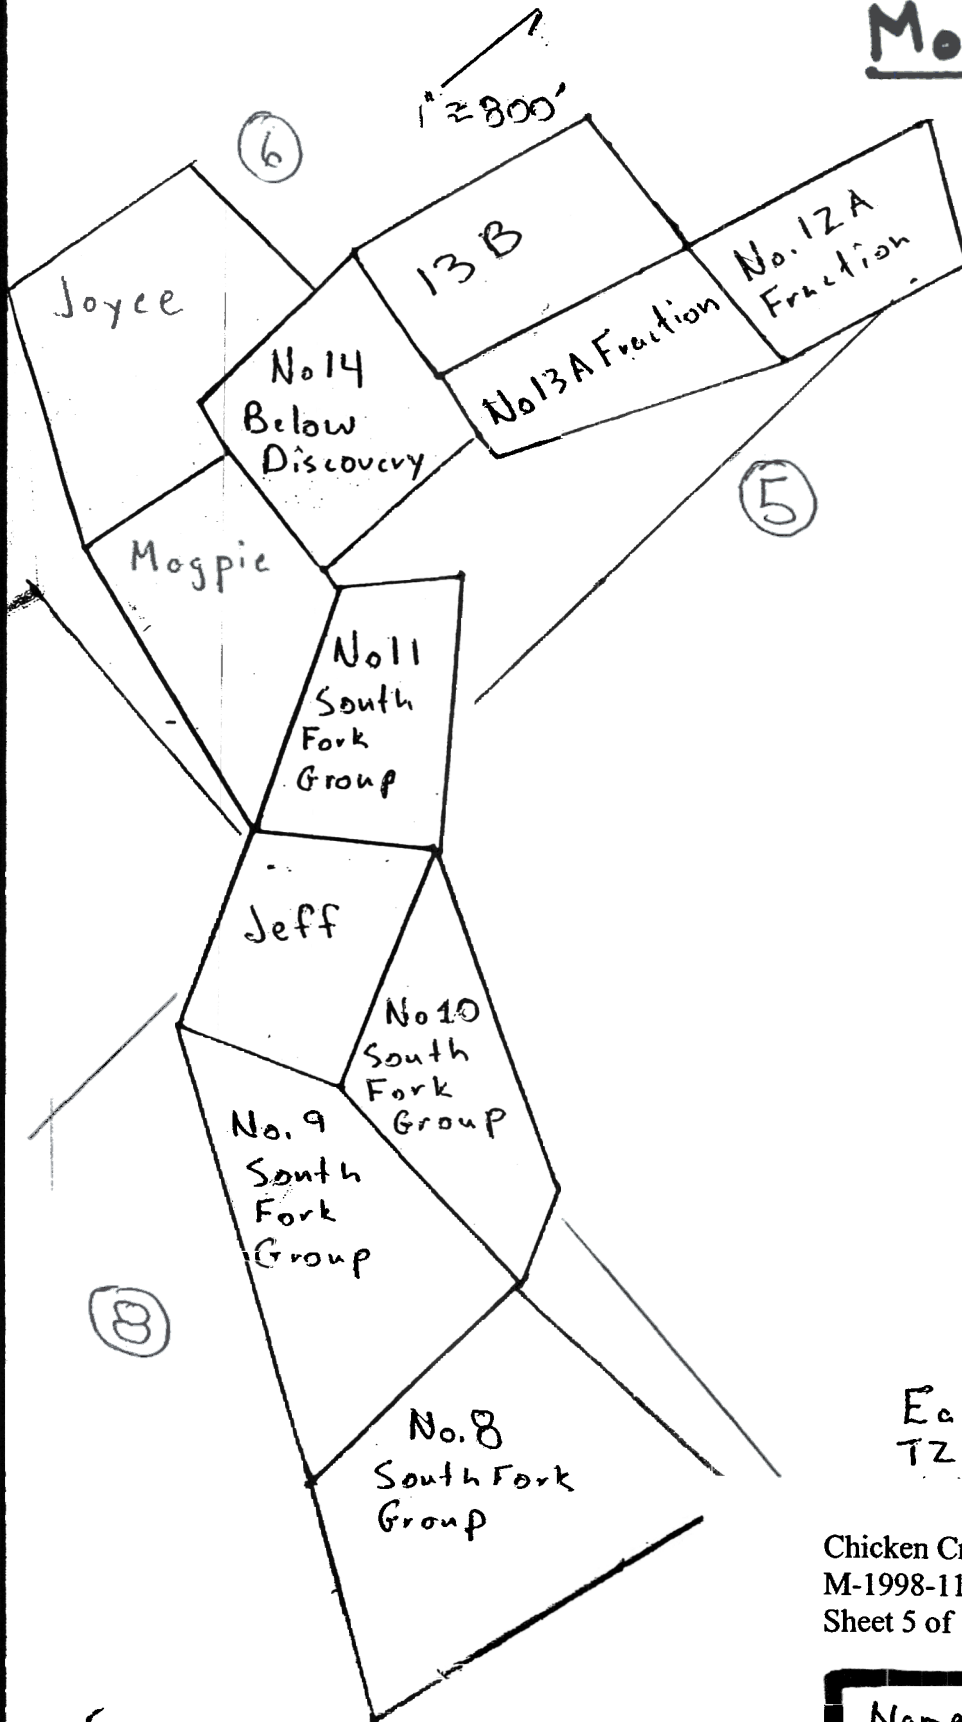 Mo
1" = 800'
6
Joyce
13 B
No. 12 A
Fraction
No 13 A Fraction
No 14
Below
Discovery
5
Magpie
No 11
South
Fork
Group
Jeff
No 10
South
Fork
Group
No. 9
South
Fork
Group
8
No. 8
South Fork
Group
Ea
TZ
Chicken Cr
M-1998-11
Sheet 5 of
Name